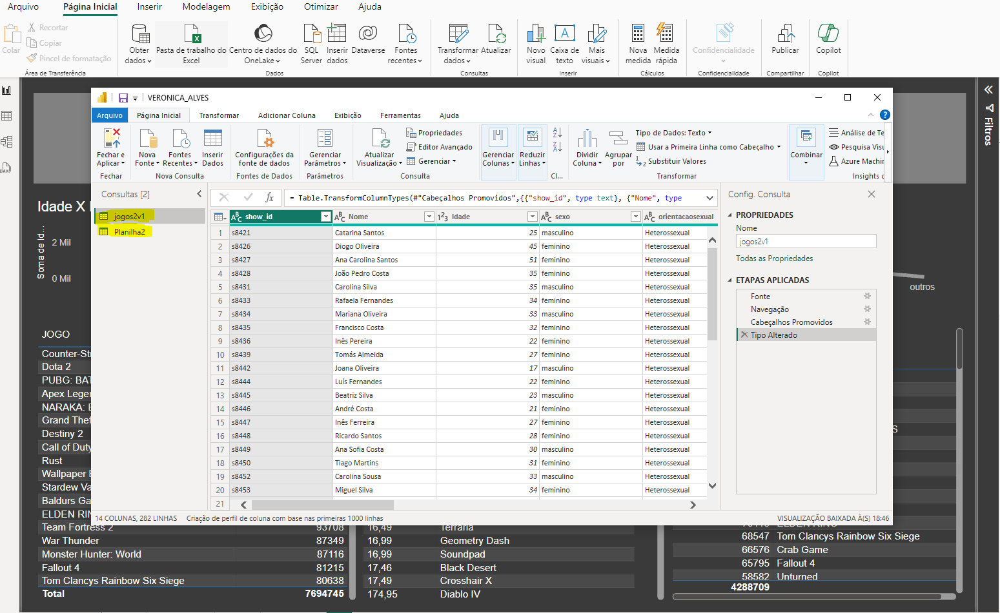 Arquivo Página Inicial Inserir Modelagem Exibição Otimizar Ajuda
Colar
Recortar
Copiar
Pincel de formatação
Área de Transferência
Obter dados
Pasta de trabalho do Excel
Centro de dados do OneLake
SQL Server
Inserir dados
Dataverse
Fontes recentes
Dados
Transformar dados
Atualizar
Consultas
Novo visual
Caixa de texto
Mais visuais
Inserir
Nova medida
Medida rápida
Cálculos
Confidencialidade
Confidencialidade
Publicar
Compartilhar
Copilot
Copilot
VERONICA_ALVES
Arquivo Página Inicial Transformar Adicionar Coluna Exibição Ferramentas Ajuda
Fechar e Aplicar
Fechar
Nova Fonte
Fontes Recentes
Inserir Dados
Nova Consulta
Configurações da fonte de dados
Fontes de Dados
Gerenciar Parâmetros
Parâmetros
Atualizar Visualização
Propriedades
Editor Avançado
Gerenciar
Consulta
Gerenciar Colunas
Reduzir Linhas
Cl...
Dividir Coluna
Agrupar por
Tipo de Dados: Texto
Usar a Primeira Linha como Cabeçalho
Substituir Valores
Transformar
Combinar
Análise de Te
Pesquisa Visu
Azure Machin
Insights d
Consultas [2]
jogos2v1
Planilha2
= Table.TransformColumnTypes(#"Cabeçalhos Promovidos",{{"show_id", type text}, {"Nome", type
show_id Nome Idade sexo orientacaosexual
1 s8421 Catarina Santos 25 masculino Heterossexual
2 s8426 Diogo Oliveira 45 feminino Heterossexual
3 s8427 Ana Carolina Santos 51 feminino Heterossexual
4 s8428 João Pedro Costa 35 feminino Heterossexual
5 s8431 Carolina Silva 35 masculino Heterossexual
6 s8433 Rafaela Fernandes 34 feminino Heterossexual
7 s8434 Mariana Oliveira 33 masculino Heterossexual
8 s8435 Francisco Costa 32 feminino Heterossexual
9 s8436 Inês Pereira 22 feminino Heterossexual
10 s8439 Tomás Almeida 27 feminino Heterossexual
11 s8442 Joana Oliveira 17 masculino Heterossexual
12 s8444 Luís Fernandes 22 feminino Heterossexual
13 s8445 Beatriz Silva 23 masculino Heterossexual
14 s8446 André Costa 21 feminino Heterossexual
15 s8447 Inês Ferreira 27 feminino Heterossexual
16 s8448 Ricardo Santos 28 feminino Heterossexual
17 s8449 Ana Sofia Costa 30 masculino Heterossexual
18 s8450 Tiago Martins 31 feminino Heterossexual
19 s8452 Carolina Sousa 33 masculino Heterossexual
20 s8453 Miguel Silva 34 feminino Heterossexual
21
14 COLUNAS, 282 LINHAS Criação de perfil de coluna com base nas primeiras 1000 linhas
VISUALIZAÇÃO BAIXADA À(S) 18:46
Config. Consulta
PROPRIEDADES
Nome
jogos2v1
Todas as Propriedades
ETAPAS APLICADAS
Fonte
Navegação
Cabeçalhos Promovidos
Tipo Alterado
Filtros
Idade X
Soma de Id...
2 Mil
0 Mil
outros
JOGO
Counter-Str
Dota 2
PUBG: BAT
Apex Leger
NARAKA: B
Grand Thef
Destiny 2
Call of Duty
Rust
Wallpaper E
Stardew Va
Baldurs Ga
ELDEN RIN
Team Fortress 2 93708
War Thunder 87349
Monster Hunter: World 87116
Fallout 4 81215
Tom Clancys Rainbow Six Siege 80638
Total 7694745
16,49 Terraria
16,99 Geometry Dash
16,99 Soundpad
17,46 Black Desert
17,49 Crosshair X
174,95 Diablo IV
S
ELDEN RING
68547 Tom Clancys Rainbow Six Siege
66576 Crab Game
65795 Fallout 4
58582 Unturned
4288709